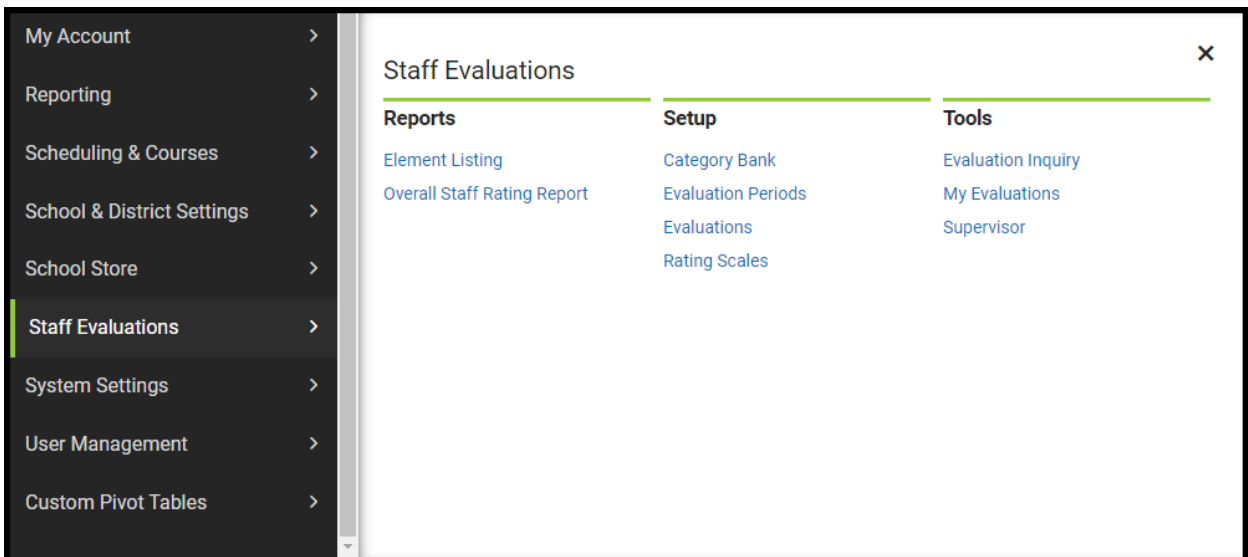 My Account
Reporting
Scheduling & Courses
School & District Settings
School Store
Staff Evaluations
System Settings
User Management
Custom Pivot Tables
Staff Evaluations
Reports
Element Listing
Overall Staff Rating Report
Setup
Category Bank
Evaluation Periods
Evaluations
Rating Scales
Tools
Evaluation Inquiry
My Evaluations
Supervisor